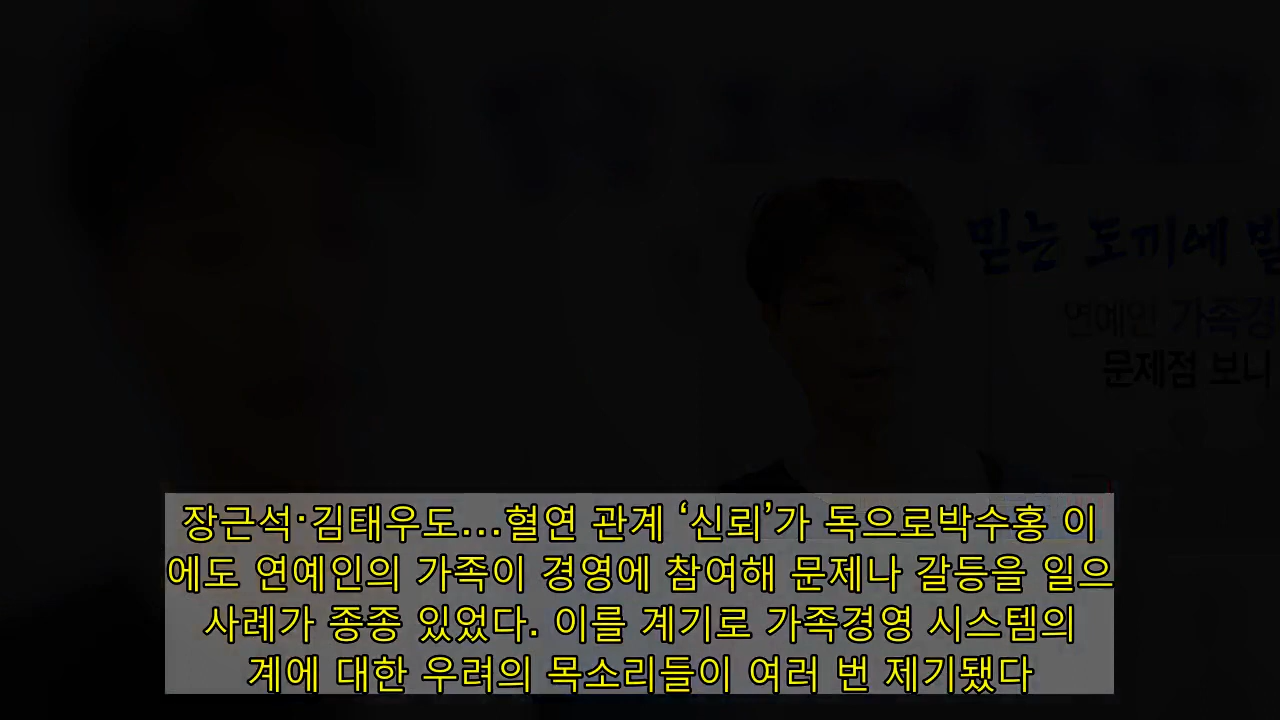 믿는 도끼에
연예인 가족경
문제점 보니
장근석·김태우도…혈연 관계 ‘신뢰’가 독으로박수홍 이
에도 연예인의 가족이 경영에 참여해 문제나 갈등을 일으
사례가 종종 있었다. 이를 계기로 가족경영 시스템의
계에 대한 우려의 목소리들이 여러 번 제기됐다